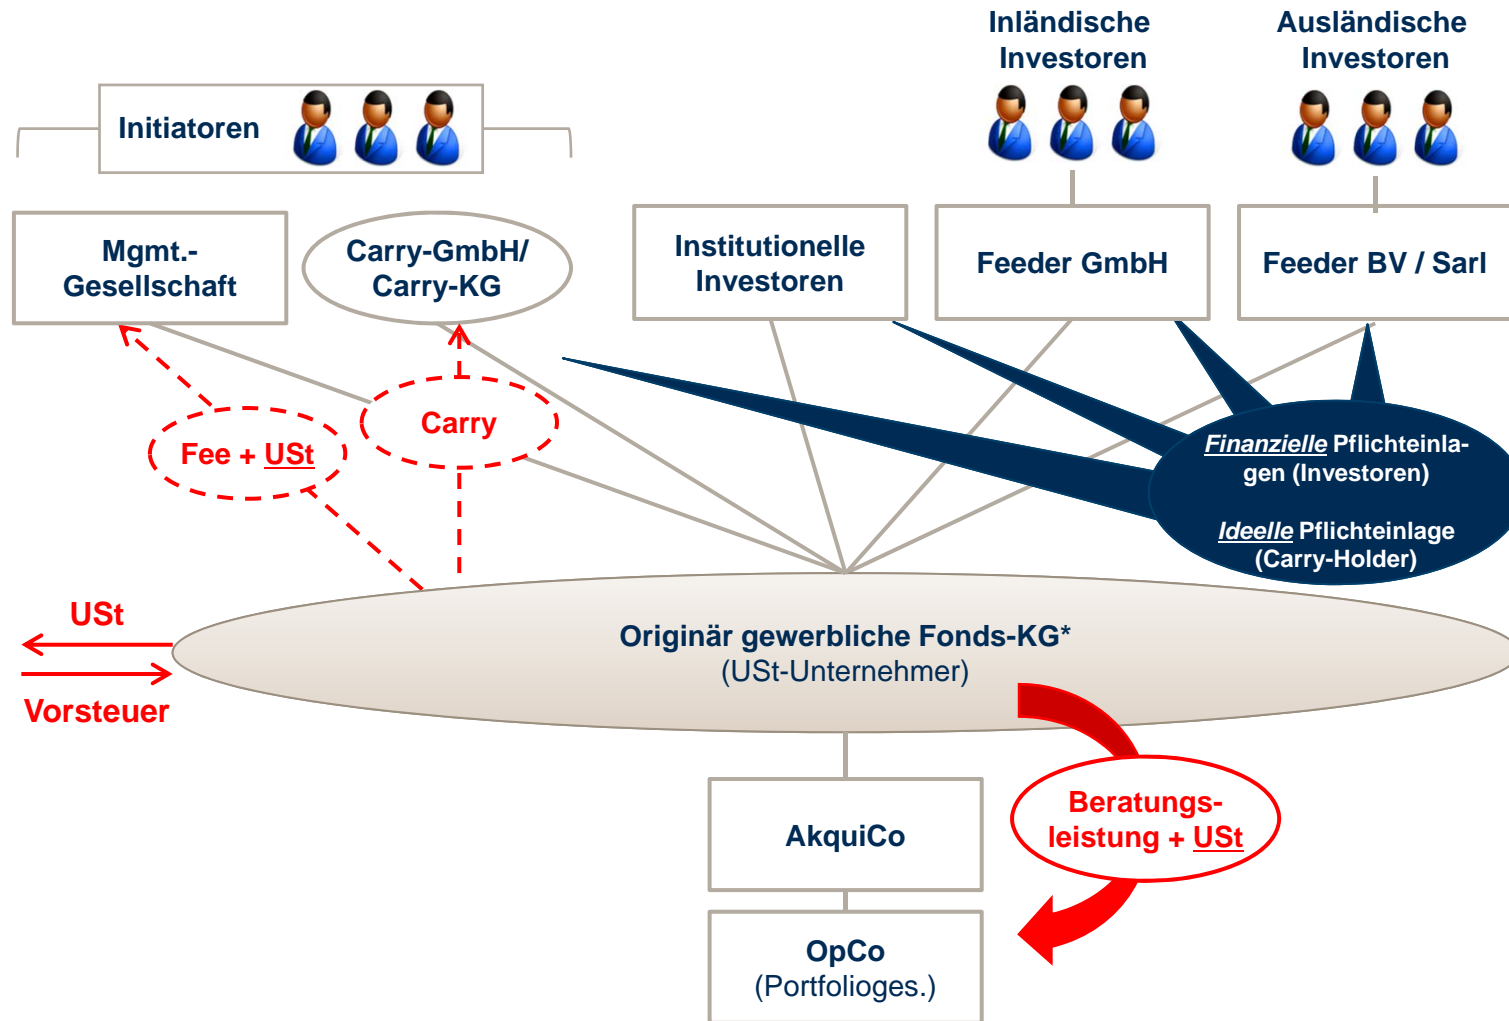 Inländische
Investoren
Ausländische
Investoren
Initiatoren
Mgmt.-
Gesellschaft
Carry-GmbH/
Carry-KG
Institutionelle
Investoren
Feeder GmbH
Feeder BV / Sarl
Fee + USt
Carry
Finanzielle Pflichteinla-
gen (Investoren)
Ideelle Pflichteinlage
(Carry-Holder)
USt
Vorsteuer
Originär gewerbliche Fonds-KG*
(USt-Unternehmer)
Beratungs-
leistung + USt
AkquiCo
OpCo
(Portfolioges.)